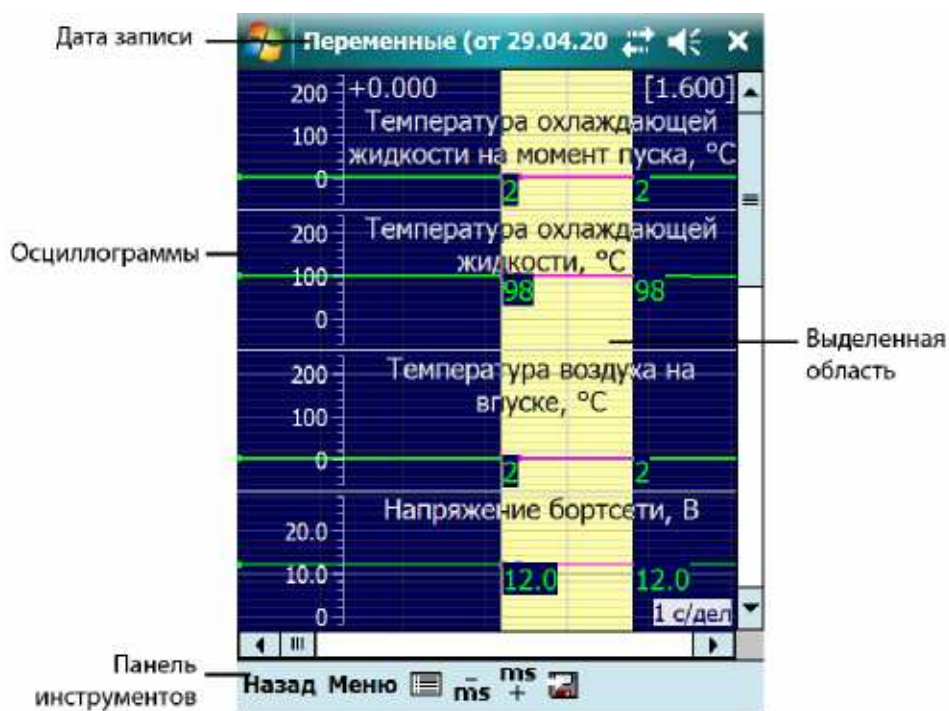 Дата записи
Переменные (от 29.04.20
+0.000 [1.600]
200
100
0
Температура охлаждающей
жидкости на момент пуска, °C
2 2
Осциллограммы
200
100
0
Температура охлаждающей
жидкости, °C
98 98
Выделенная
область
200
100
0
Температура воздуха на
впуске, °C
2 2
20.0
10.0
0
Напряжение бортсети, В
12.0 12.0
1 с/дел
Панель
инструментов
Назад Меню - ms ms +